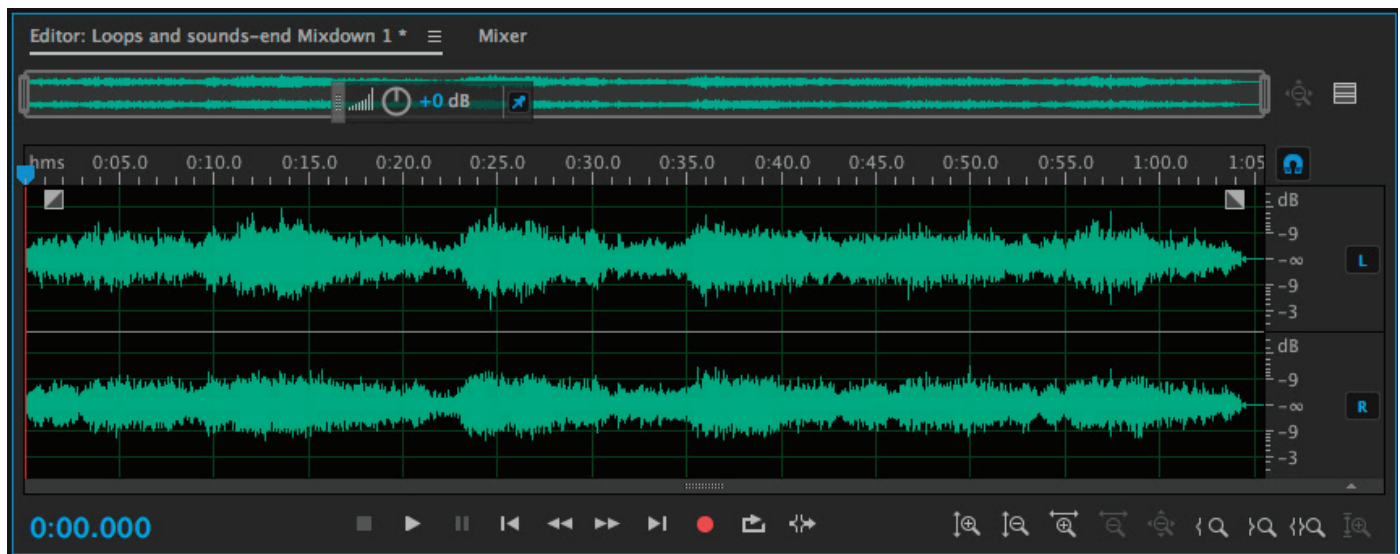 Editor: Loops and sounds-end Mixdown 1 * Mixer
+0 dB
hms 0:05.0 0:10.0 0:15.0 0:20.0 0:25.0 0:30.0 0:35.0 0:40.0 0:45.0 0:50.0 0:55.0 1:00.0 1:05
dB
-9
-∞ L
-9
-3
dB
-9
-∞ R
-9
-3
0:00.000